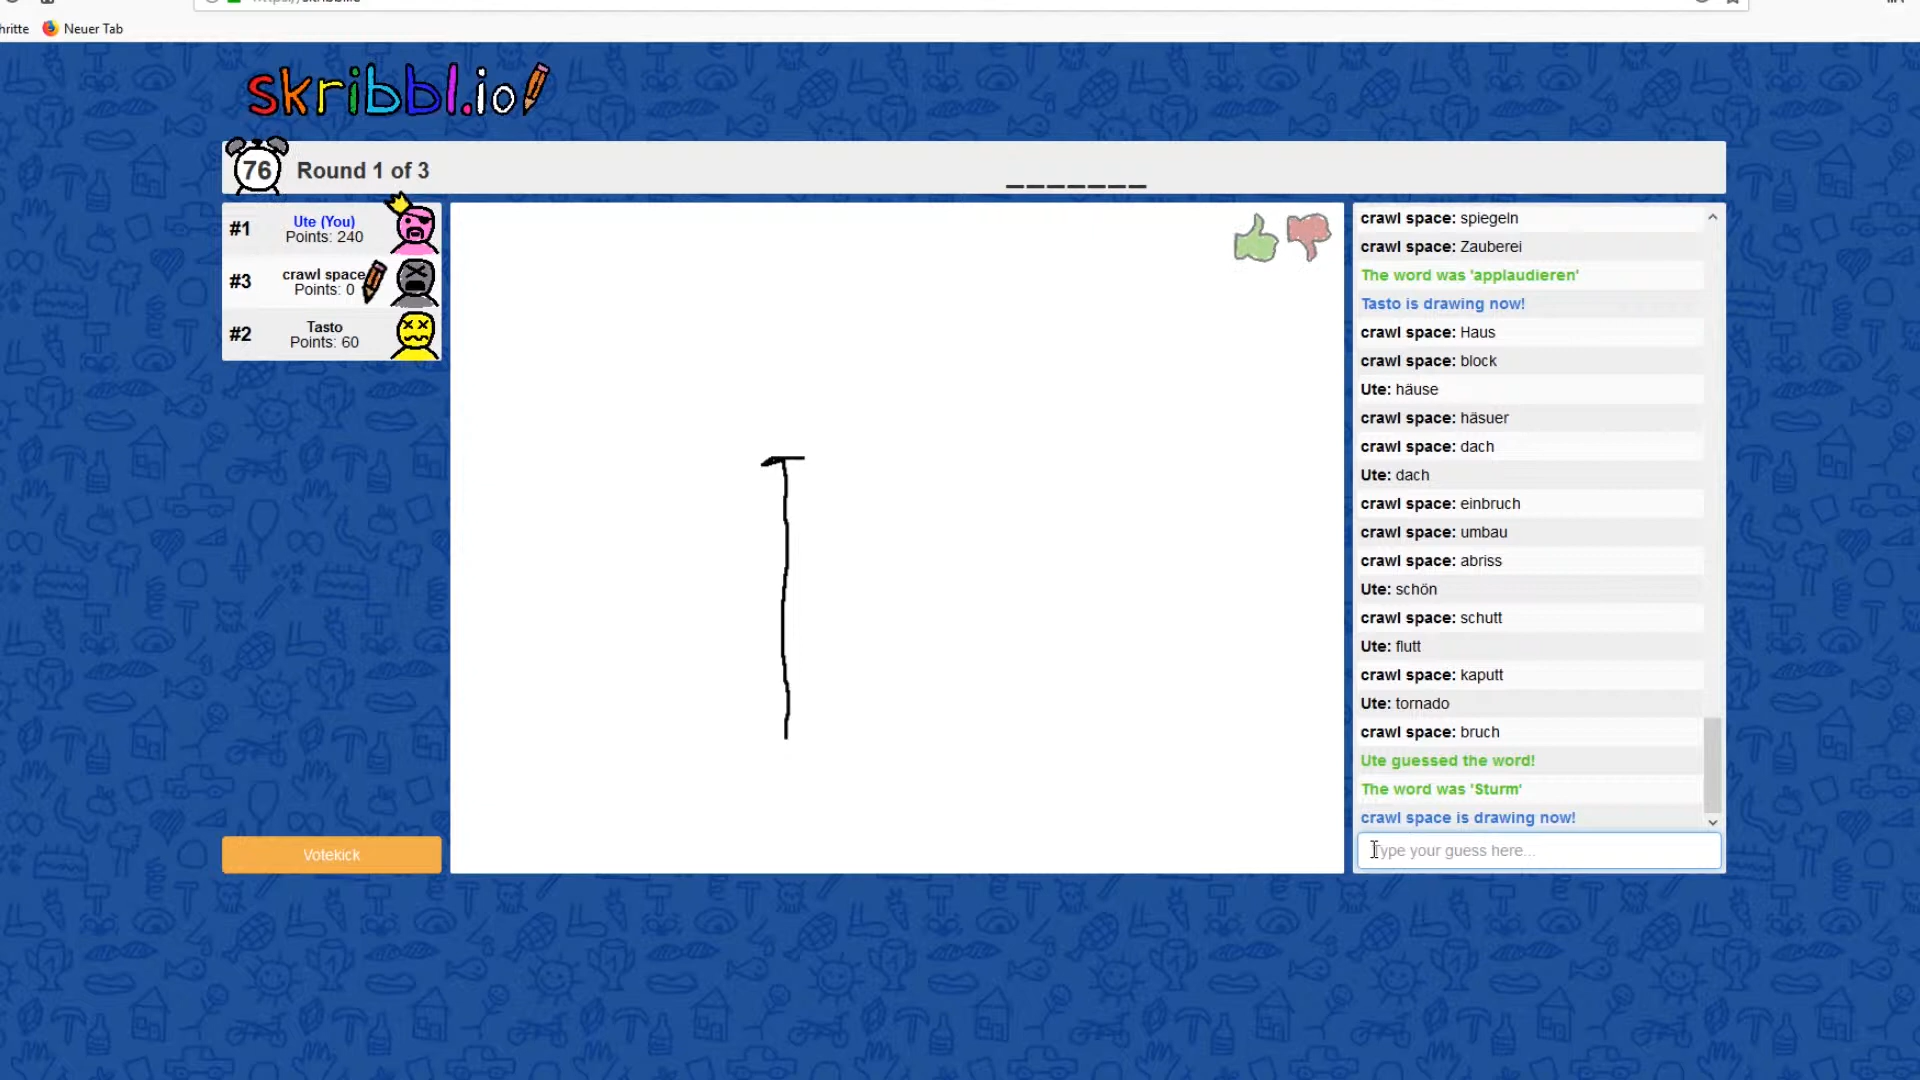 hritte Neuer Tab
skribbl.io
76 Round 1 of 3 _______
#1 Ute (You)
Points: 240
#3 crawl space
Points: 0
#2 Tasto
Points: 60
Votekick
crawl space: spiegeln
crawl space: Zauberei
The word was 'applaudieren'
Tasto is drawing now!
crawl space: Haus
crawl space: block
Ute: häuse
crawl space: häsuer
crawl space: dach
Ute: dach
crawl space: einbruch
crawl space: umbau
crawl space: abriss
Ute: schön
crawl space: schutt
Ute: flutt
crawl space: kaputt
Ute: tornado
crawl space: bruch
Ute guessed the word!
The word was 'Sturm'
crawl space is drawing now!
Type your guess here...